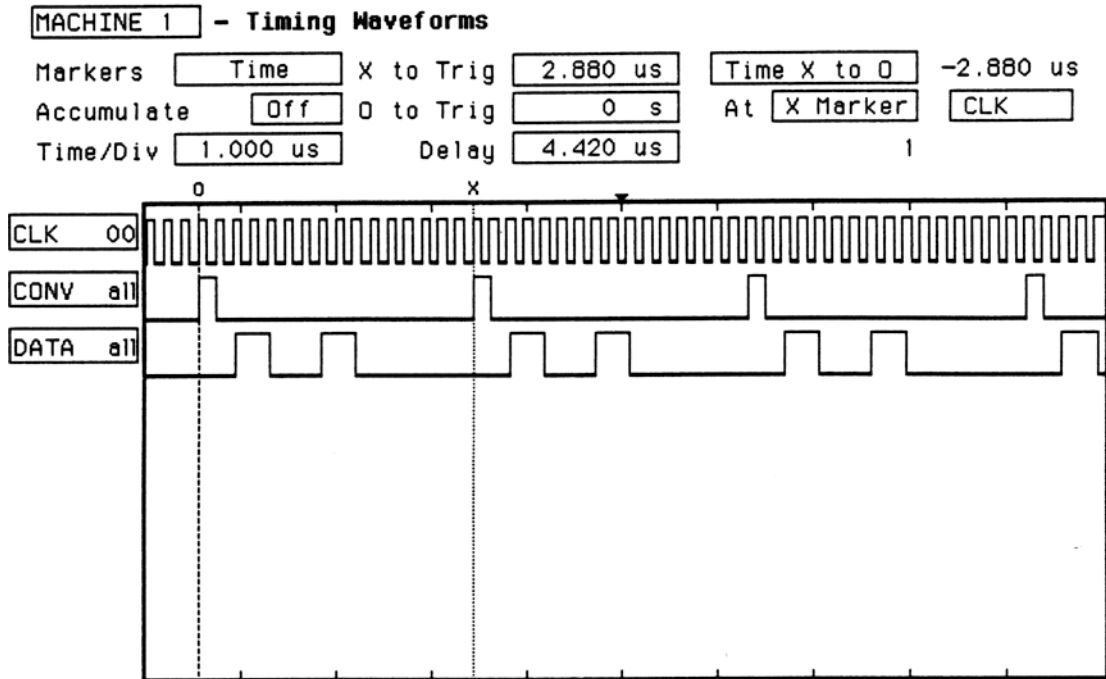 MACHINE 1 - Timing Waveforms
Markers Time X to Trig 2.880 us Time X to O -2.880 us
Accumulate Off O to Trig 0 s At X Marker CLK
Time/Div 1.000 us Delay 4.420 us 1
O X
CLK 00
CONV all
DATA all